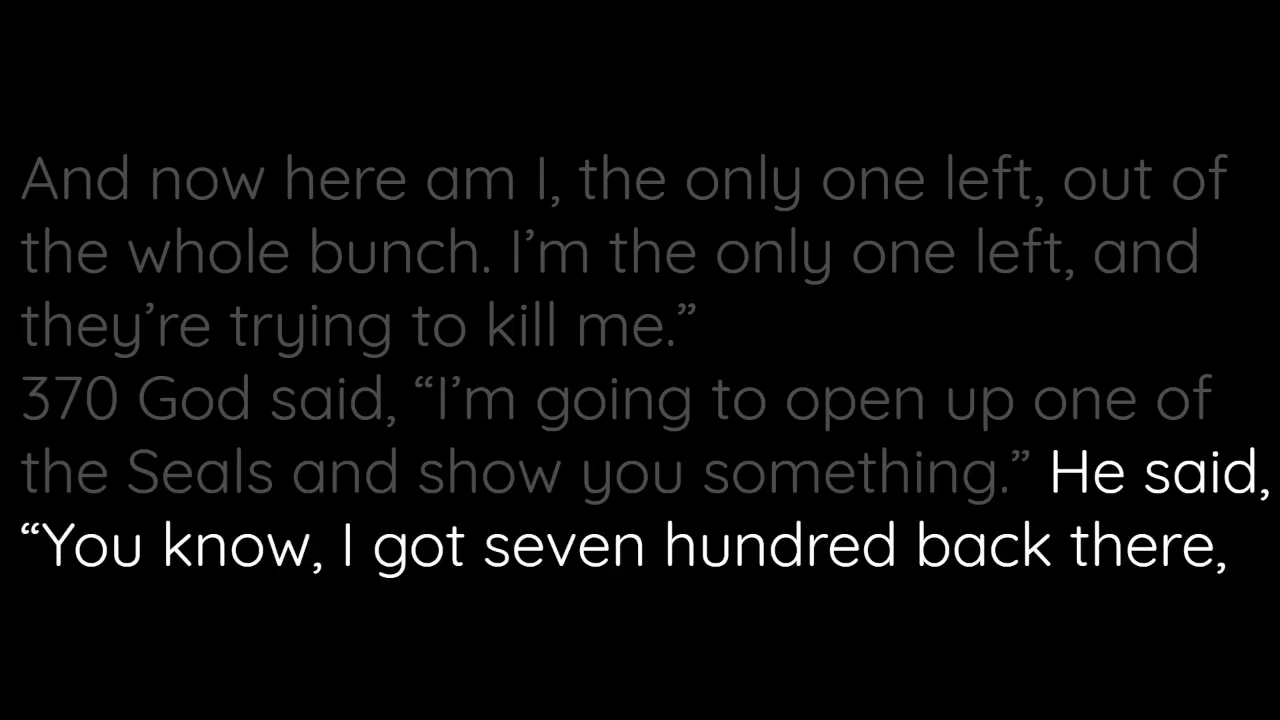 And now here am I, the only one left, out of
the whole bunch. I’m the only one left, and
they’re trying to kill me.”
370 God said, “I’m going to open up one of
the Seals and show you something.” He said,
“You know, I got seven hundred back there,